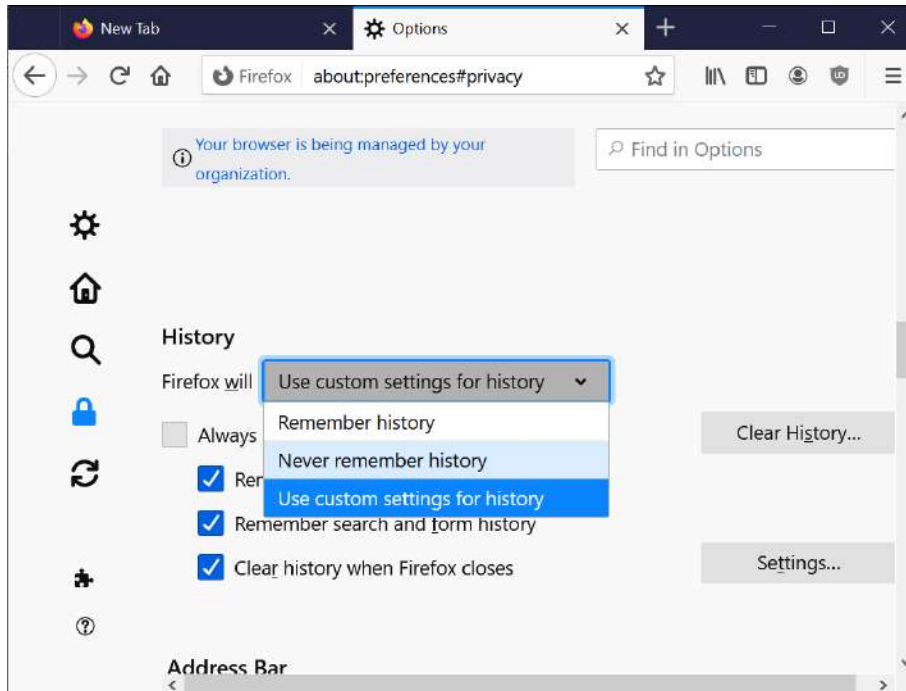 New Tab
Options
Firefox about:preferences#privacy
Your browser is being managed by your
organization.
Find in Options
History
Firefox will Use custom settings for history
Remember history
Always
Clear History...
Never remember history
Rem
Use custom settings for history
Remember search and form history
Clear history when Firefox closes
Settings...
Address Bar